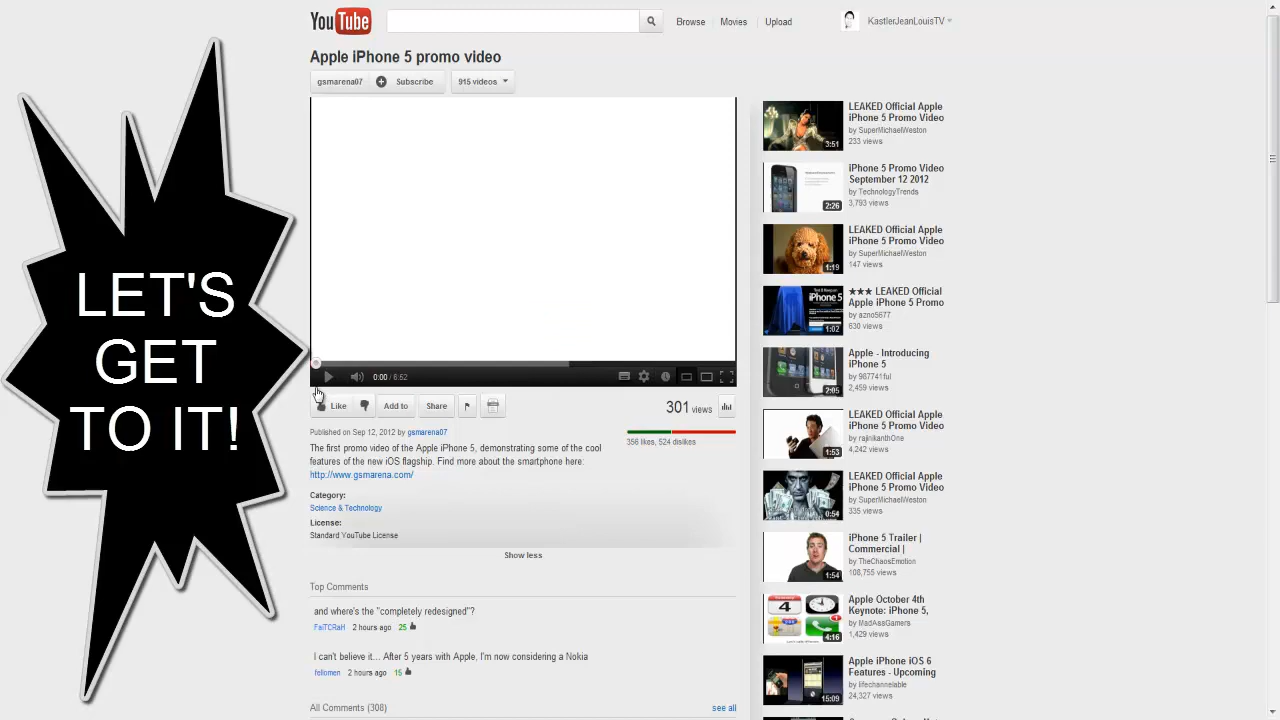 YouTube
Browse
Movies
Upload
KastlerJeanLouisTV
Apple iPhone 5 promo video
gsmarena07
Subscribe
915 videos
LET'S
GET
TO IT!
0:00 / 6:52
Like
Add to
Share
301 views
Published on Sep 12, 2012 by gsmarena07
356 likes, 524 dislikes
The first promo video of the Apple iPhone 5, demonstrating some of the cool
features of the new iOS flagship. Find more about the smartphone here:
http://www.gsmarena.com/
Category:
Science & Technology
License:
Standard YouTube License
Show less
Top Comments
and where's the "completely redesigned"?
FaiTCRaH 2 hours ago 25
I can't believe it... After 5 years with Apple, I'm now considering a Nokia
fellomen 2 hours ago 15
All Comments (308)
see all
3:51
LEAKED Official Apple
iPhone 5 Promo Video
by SuperMichaelWeston
233 views
2:26
iPhone 5 Promo Video
September 12 2012
by TechnologyTrends
3,793 views
1:19
LEAKED Official Apple
iPhone 5 Promo Video
by SuperMichaelWeston
147 views
iPhone 5
1:02
★★★ LEAKED Official
Apple iPhone 5 Promo
by azno5677
630 views
2:05
Apple - Introducing
iPhone 5
by 987741ful
2,459 views
1:53
LEAKED Official Apple
iPhone 5 Promo Video
by rajinikanthOne
4,242 views
0:54
LEAKED Official Apple
iPhone 5 Promo Video
by SuperMichaelWeston
335 views
1:54
iPhone 5 Trailer |
Commercial |
by TheChaosEmotion
108,755 views
4
4:16
Apple October 4th
Keynote: iPhone 5,
by MadAssGamers
1,429 views
15:09
Apple iPhone iOS 6
Features - Upcoming
by lifechannelable
24,327 views